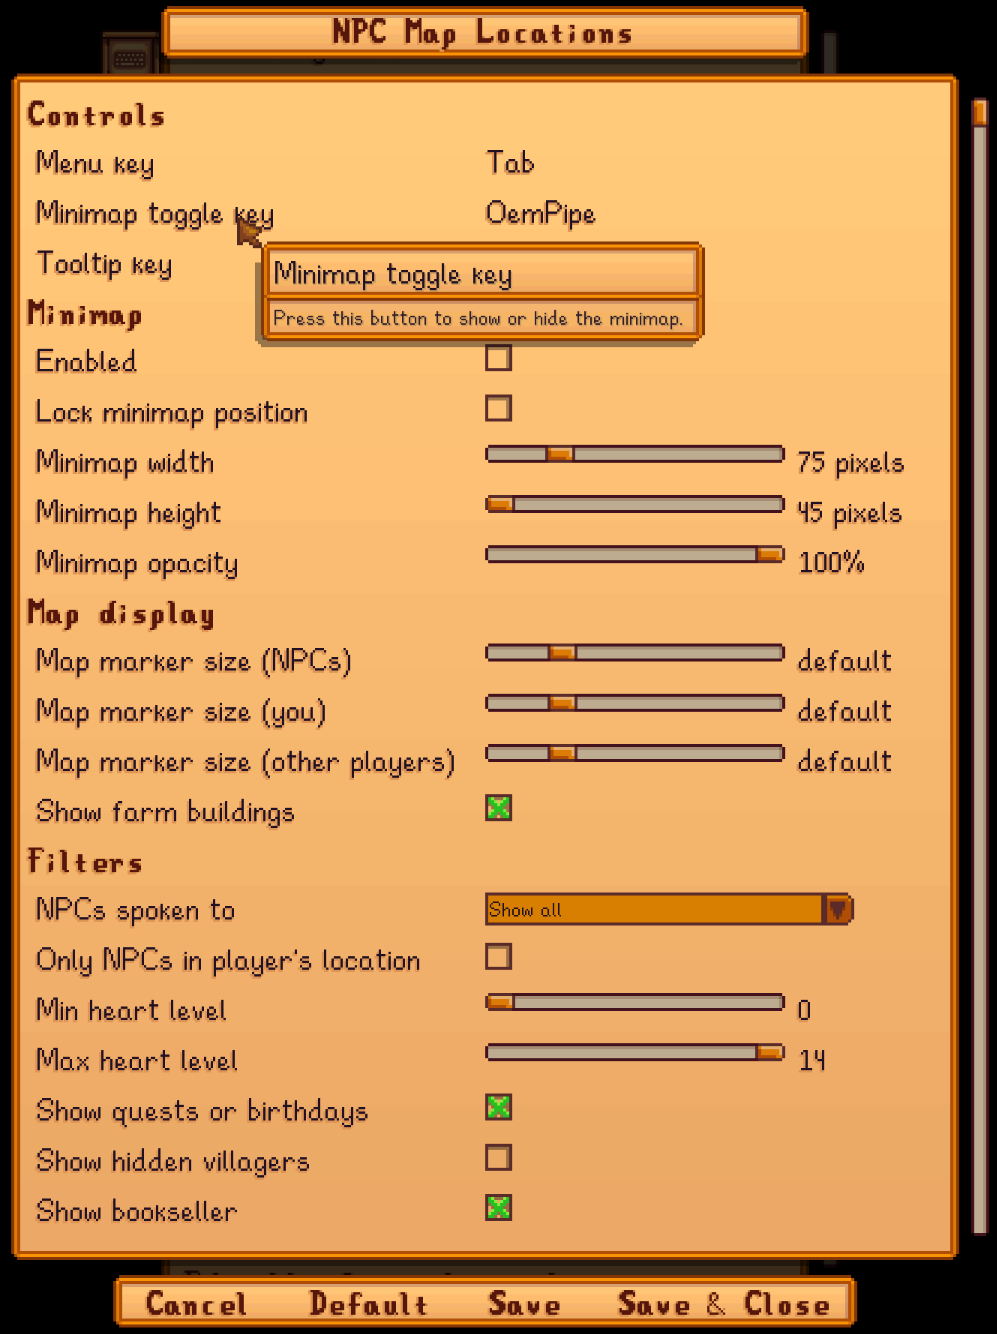 NPC Map Locations
Controls
Menu key Tab
Minimap toggle key OemPipe
Tooltip key
Minimap toggle key
Press this button to show or hide the minimap.
Minimap
Enabled
Lock minimap position
Minimap width 75 pixels
Minimap height 45 pixels
Minimap opacity 100%
Map display
Map marker size (NPCs) default
Map marker size (you) default
Map marker size (other players) default
Show farm buildings
Filters
NPCs spoken to Show all
Only NPCs in player's location
Min heart level 0
Max heart level 14
Show quests or birthdays
Show hidden villagers
Show bookseller
Cancel Default Save Save & Close